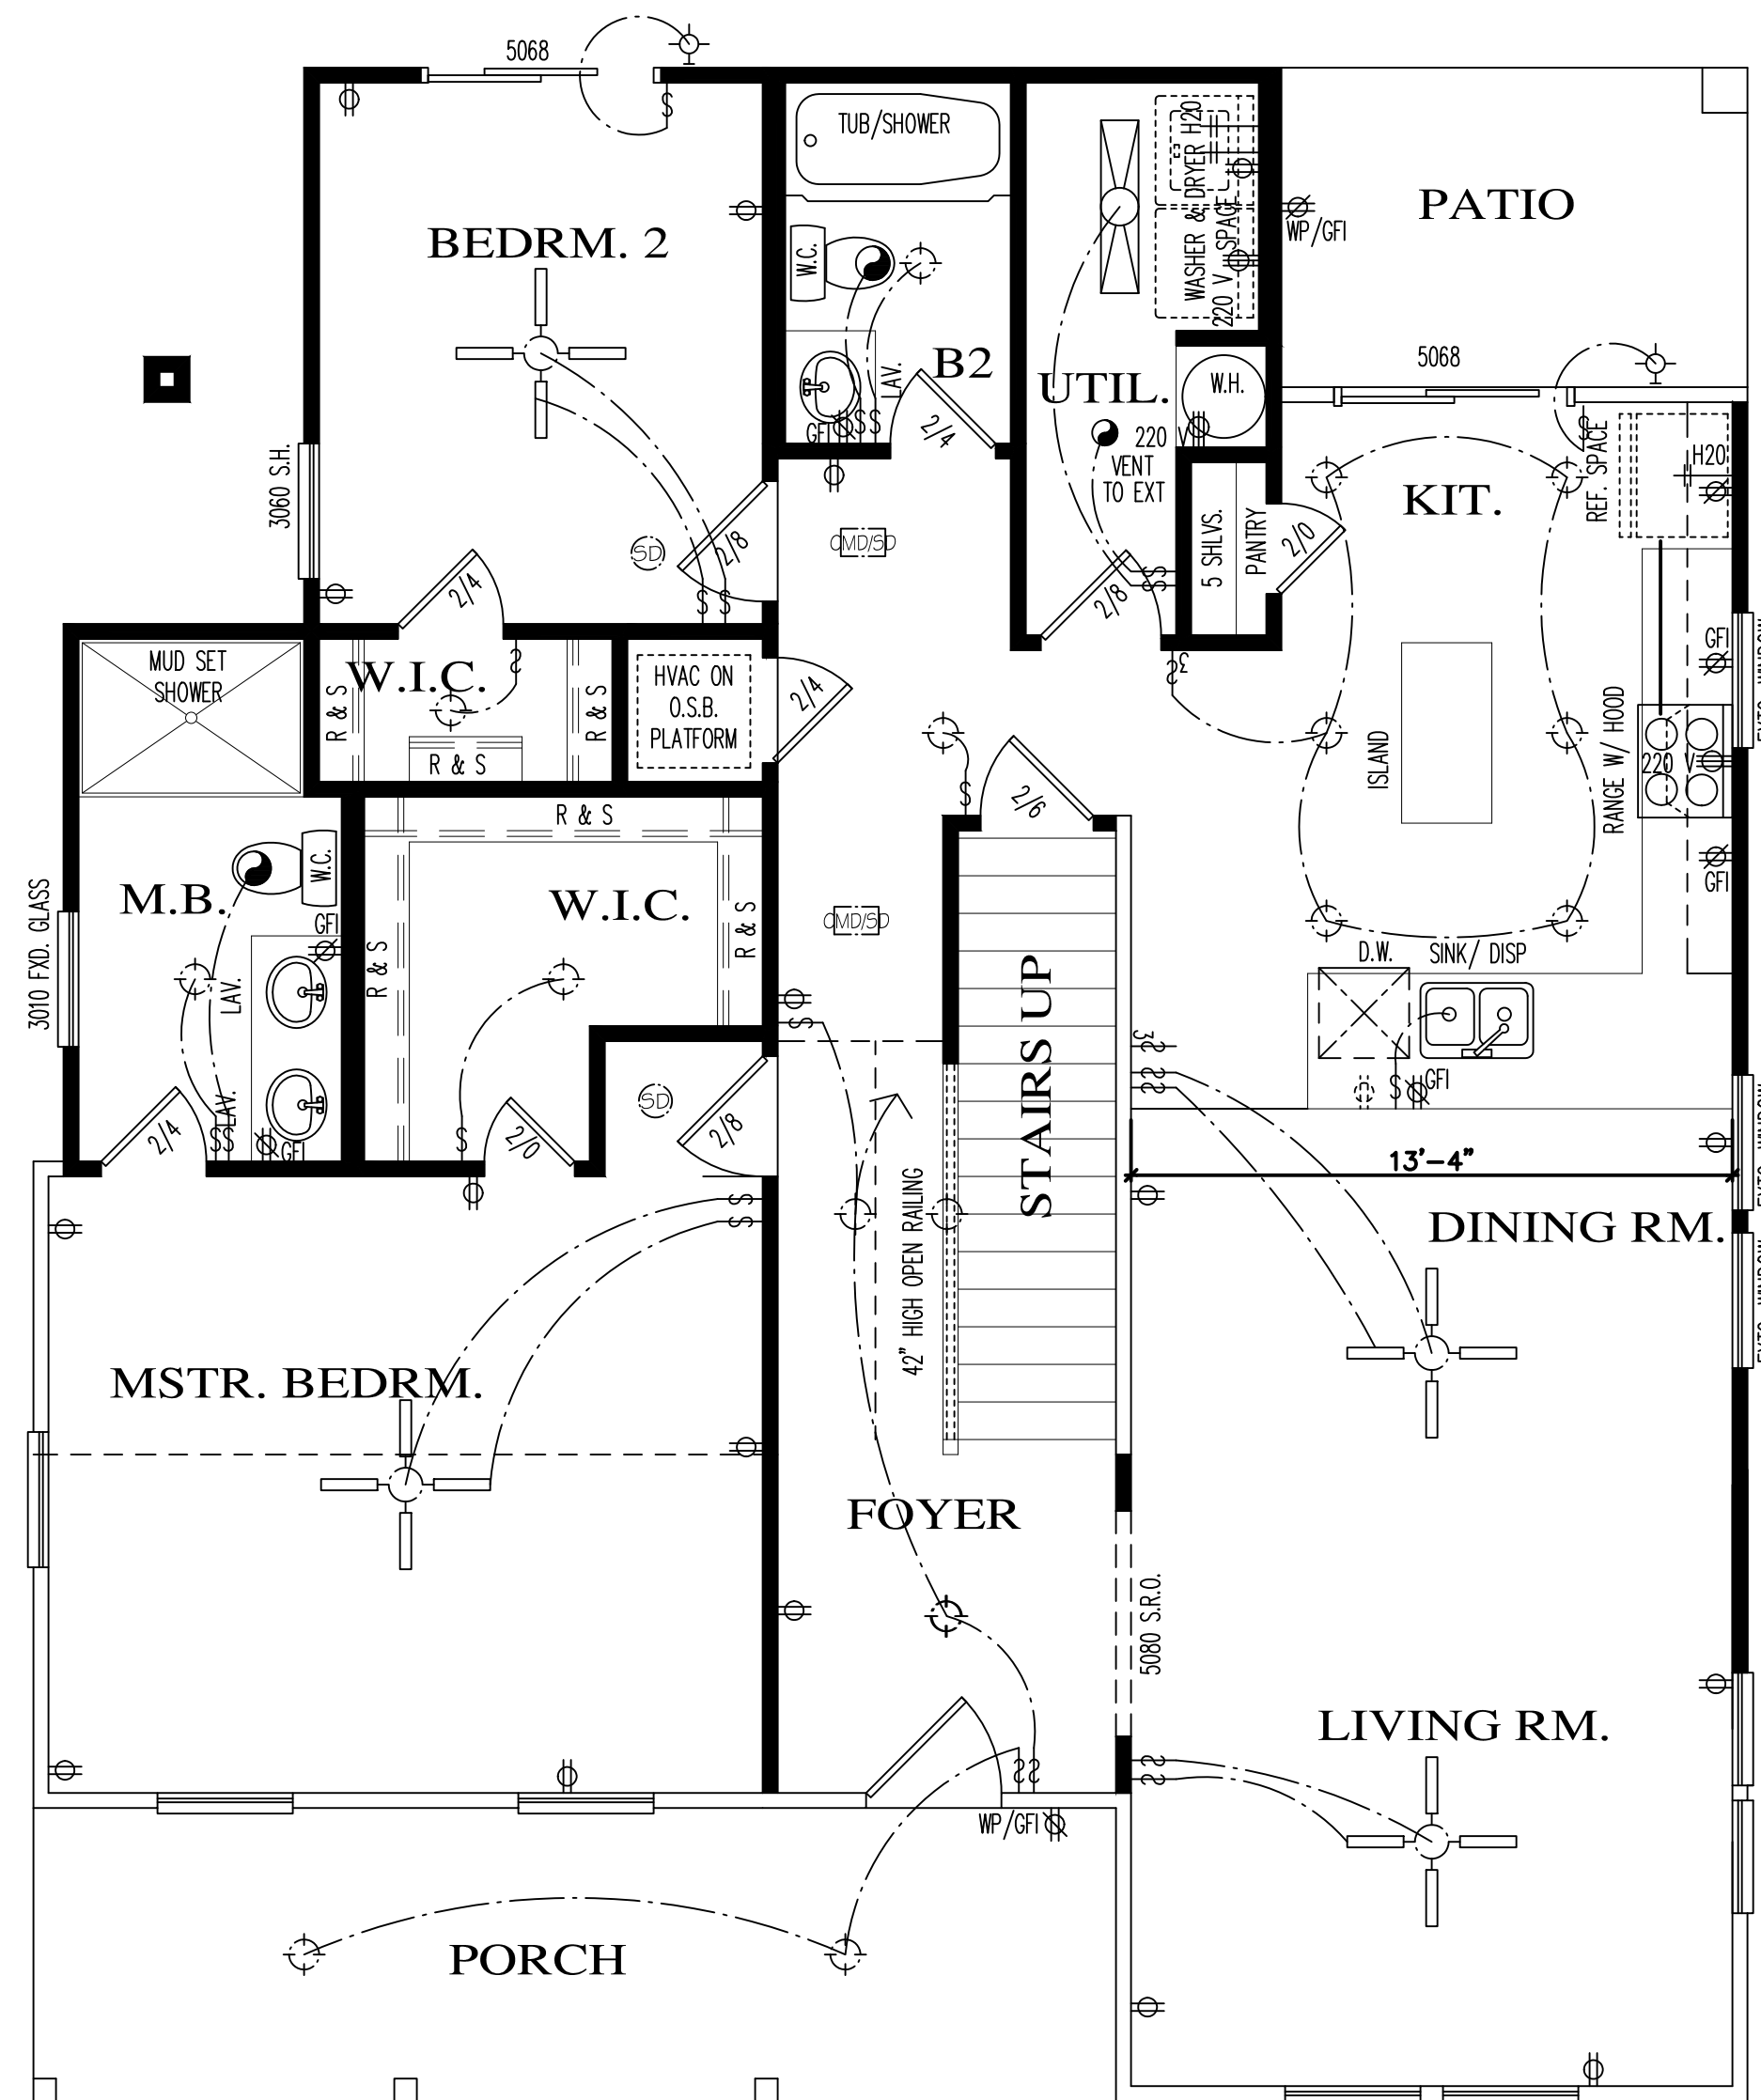 5068
TUB/SHOWER
WASHER & DRYER H20
220 V SPACE
PATIO
WP/GFI
BEDRM. 2
W.C.
B2
LAV.
GFI
S S
2/4
UTIL.
W.H.
220 V
VENT
TO EXT
5068
S
S
KIT.
REF. SPACE
H20
3060 S.H.
SD
2/8
CMD/SD
5 SHLVS.
PANTRY
2/0
2/4
S S
2/8
S S
MUD SET
SHOWER
W.I.C.
S
R & S
R & S
R & S
HVAC ON
O.S.B.
PLATFORM
2/4
S3
GFI
ISLAND
RANGE W/ HOOD
220 V
GFI
2/6
S
R & S
M.B.
W.C.
GFI
W.I.C.
R & S
R & S
CMD/SD
3010 FXD. GLASS
LAV.
LAV.
D.W.
SINK/ DISP
STAIRS UP
S
S3
S S
S
GFI
SD
2/8
2/4
S S
GFI
S
2/0
13'-4"
S
S
42" HIGH OPEN RAILING
DINING RM.
MSTR. BEDRM.
FOYER
5080 S.R.O.
LIVING RM.
S S
S
S
WP/GFI
PORCH